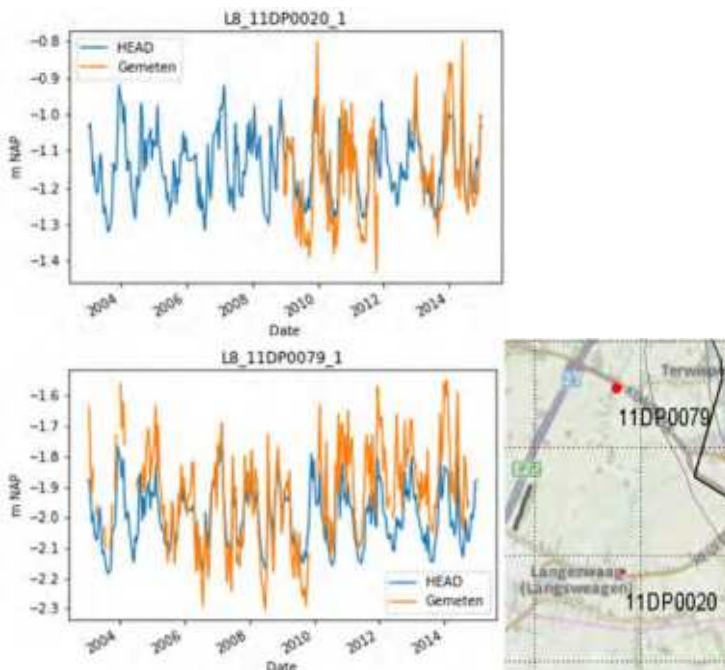 L8_11DP0020_1
HEAD
Gemeten
m NAP
-0.8
-0.9
-1.0
-1.1
-1.2
-1.3
-1.4
2004
2006
2008
2010
2012
2014
Date
L8_11DP0079_1
m NAP
-1.6
-1.7
-1.8
-1.9
-2.0
-2.1
-2.2
-2.3
HEAD
Gemeten
2004
2006
2008
2010
2012
2014
Date
11DP0079
Langezwaag
(Langsweagen)
11DP0020